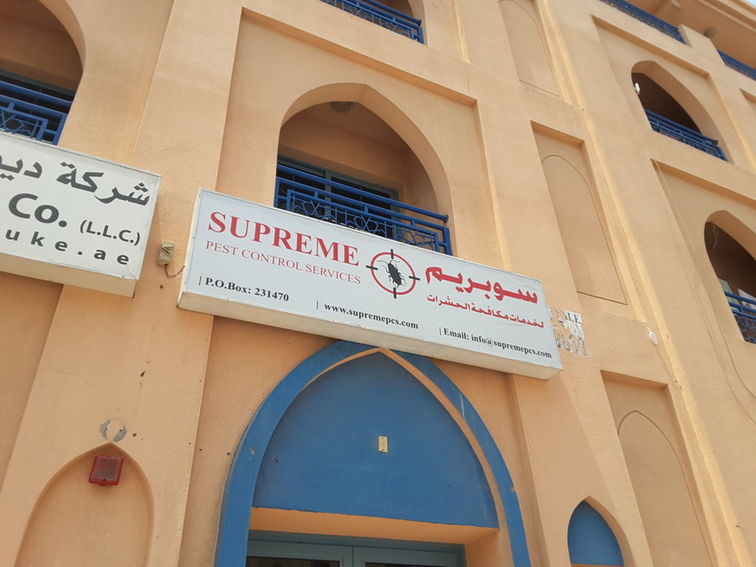 شركة
Co. (L.L.C.)
uke.ae
SUPREME
PEST CONTROL SERVICES
سوبريم
لخدمات مكافحة الحشرات
| P.O.Box: 231470
| www.supremepcs.com
| Email: info@supremepcs.com